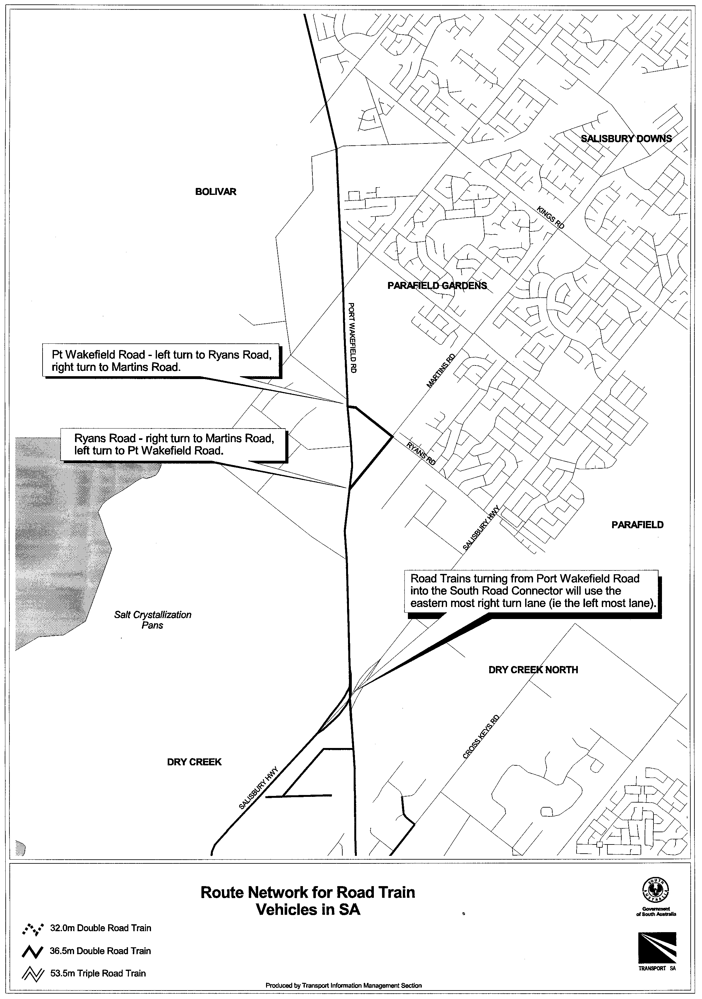 SALISBURY DOWNS
BOLIVAR
KINGS RD
PARAFIELD GARDENS
PORT WAKEFIELD RD
Pt Wakefield Road - left turn to Ryans Road,
right turn to Martins Road.
MARTINS RD
Ryans Road - right turn to Martins Road,
left turn to Pt Wakefield Road.
RYANS RD
SALISBURY HWY
PARAFIELD
Road Trains turning from Port Wakefield Road
into the South Road Connector will use the
eastern most right turn lane (ie the left most lane).
Salt Crystallization
Pans
DRY CREEK NORTH
CROSS KEYS RD
DRY CREEK
SALISBURY HWY
Route Network for Road Train
Vehicles in SA
SOUTH
AUSTRALIA
Government
of South Australia
32.0m Double Road Train
36.5m Double Road Train
53.5m Triple Road Train
TRANSPORT SA
Produced by Transport Information Management Section